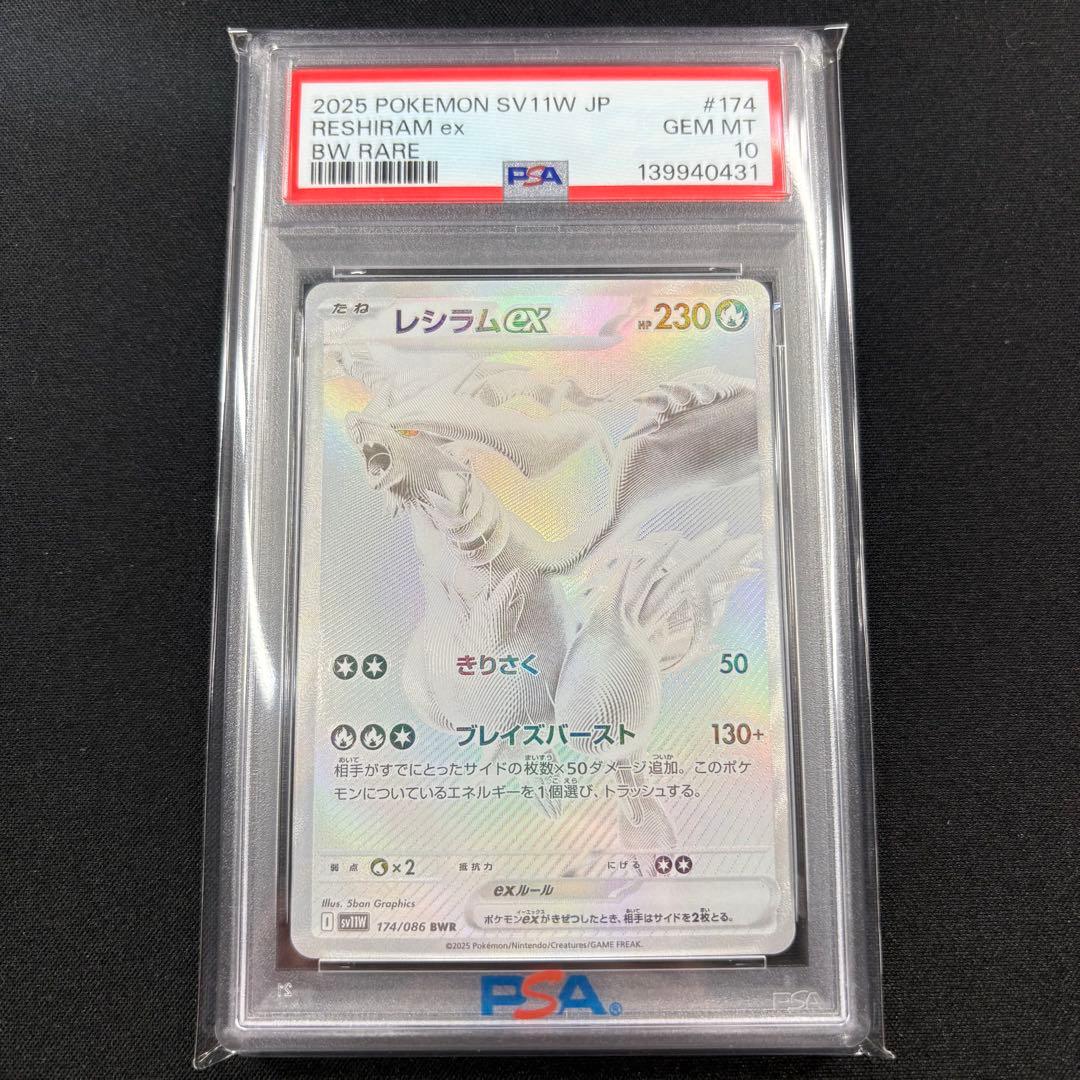 2025 POKEMON SV11W JP #174
RESHIRAM ex GEM MT
BW RARE 10
PSA 139940431
たね レシラムex HP 230
きりさく 50
ブレイズバースト 130+
相手がすでにとったサイドの枚数×50ダメージ追加。このポケ
モンについているエネルギーを1個選び、トラッシュする。
弱点 ×2 抵抗力 にげる
exルール
ポケモンexがきぜつしたとき、相手はサイドを2枚とる。
Illus. 5ban Graphics
I sv11W 174/086 BWR
©2025 Pokémon/Nintendo/Creatures/GAME FREAK.
PSA®
PSA